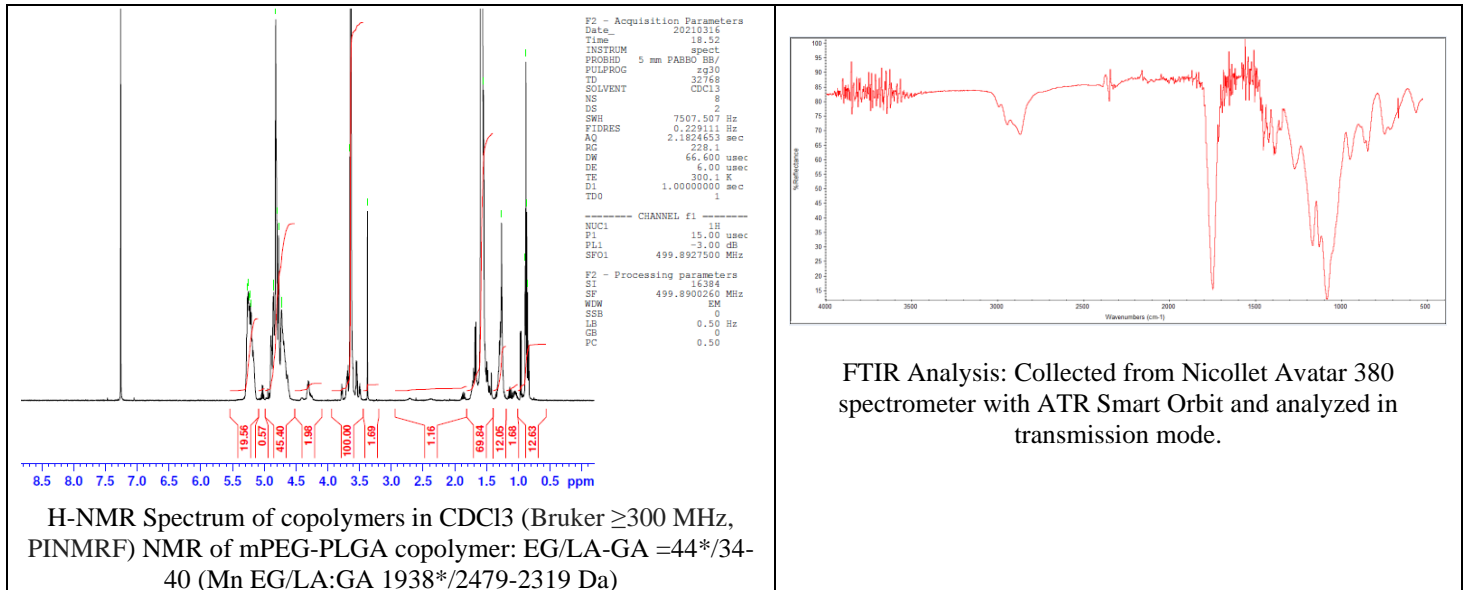 F2 - Acquisition Parameters
Date_ 20210316
Time 18.52
INSTRUM spect
PROBHD 5 mm PABBO BB/
PULPROG zg30
TD 32768
SOLVENT CDCl3
NS 8
DS 2
SWH 7507.507 Hz
FIDRES 0.229111 Hz
AQ 2.1824653 sec
RG 228.1
DW 66.600 usec
DE 6.00 usec
TE 300.1 K
D1 1.00000000 sec
TD0 1
======== CHANNEL f1 ========
NUC1 1H
P1 15.00 usec
PL1 -3.00 dB
SFO1 499.8927500 MHz
F2 - Processing parameters
SI 16384
SF 499.8900260 MHz
WDW EM
SSB 0
LB 0.50 Hz
GB 0
PC 0.50
19.56 0.57 45.40 1.98 100.00 1.69 1.16 69.84 12.05 1.68 12.63
8.5 8.0 7.5 7.0 6.5 6.0 5.5 5.0 4.5 4.0 3.5 3.0 2.5 2.0 1.5 1.0 0.5 ppm
H-NMR Spectrum of copolymers in CDCl3 (Bruker ≥300 MHz,
PINMRF) NMR of mPEG-PLGA copolymer: EG/LA-GA =44*/34-
40 (Mn EG/LA:GA 1938*/2479-2319 Da)
100
95
90
85
80
75
70
65
60
55
50
45
40
35
30
25
20
15
%Reflectance
4000 3500 3000 2500 2000 1500 1000 500
Wavenumbers (cm-1)
FTIR Analysis: Collected from Nicollet Avatar 380
spectrometer with ATR Smart Orbit and analyzed in
transmission mode.